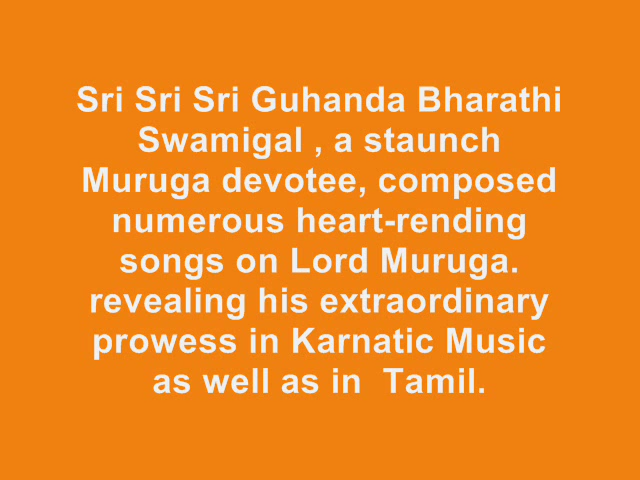 Sri Sri Sri Guhanda Bharathi
Swamigal , a staunch
Muruga devotee, composed
numerous heart-rending
songs on Lord Muruga.
revealing his extraordinary
prowess in Karnatic Music
as well as in  Tamil.